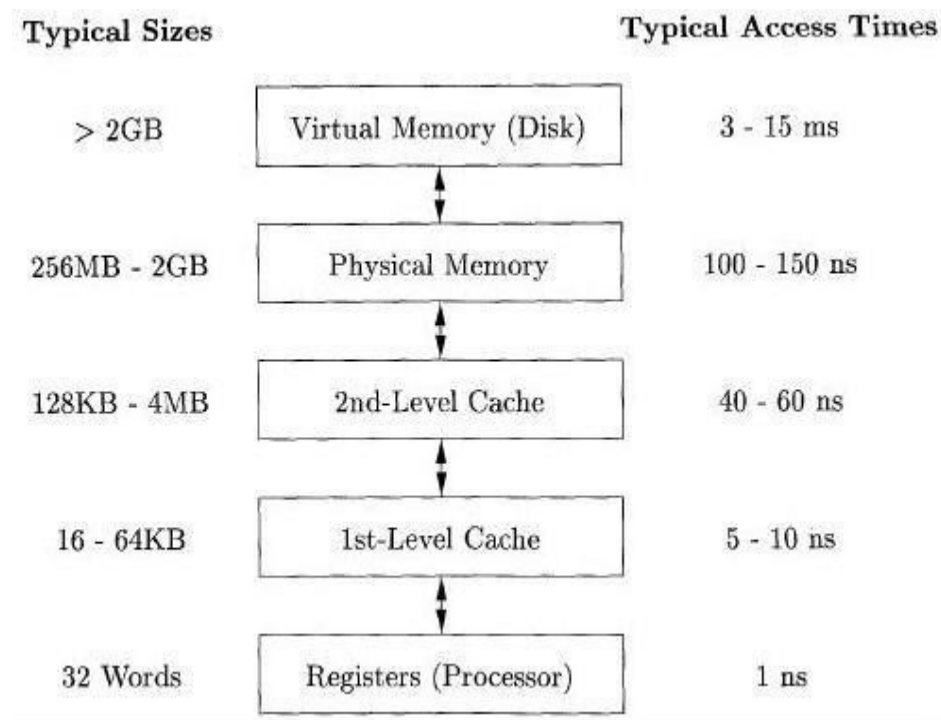 Typical Sizes Typical Access Times
> 2GB Virtual Memory (Disk) 3 - 15 ms
256MB - 2GB Physical Memory 100 - 150 ns
128KB - 4MB 2nd-Level Cache 40 - 60 ns
16 - 64KB 1st-Level Cache 5 - 10 ns
32 Words Registers (Processor) 1 ns